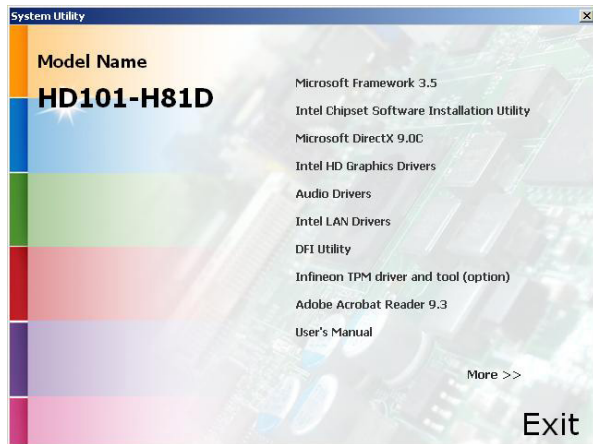 System Utility
Model Name
HD101-H81D
Microsoft Framework 3.5
Intel Chipset Software Installation Utility
Microsoft DirectX 9.0C
Intel HD Graphics Drivers
Audio Drivers
Intel LAN Drivers
DFI Utility
Infineon TPM driver and tool (option)
Adobe Acrobat Reader 9.3
User's Manual
More >>
Exit